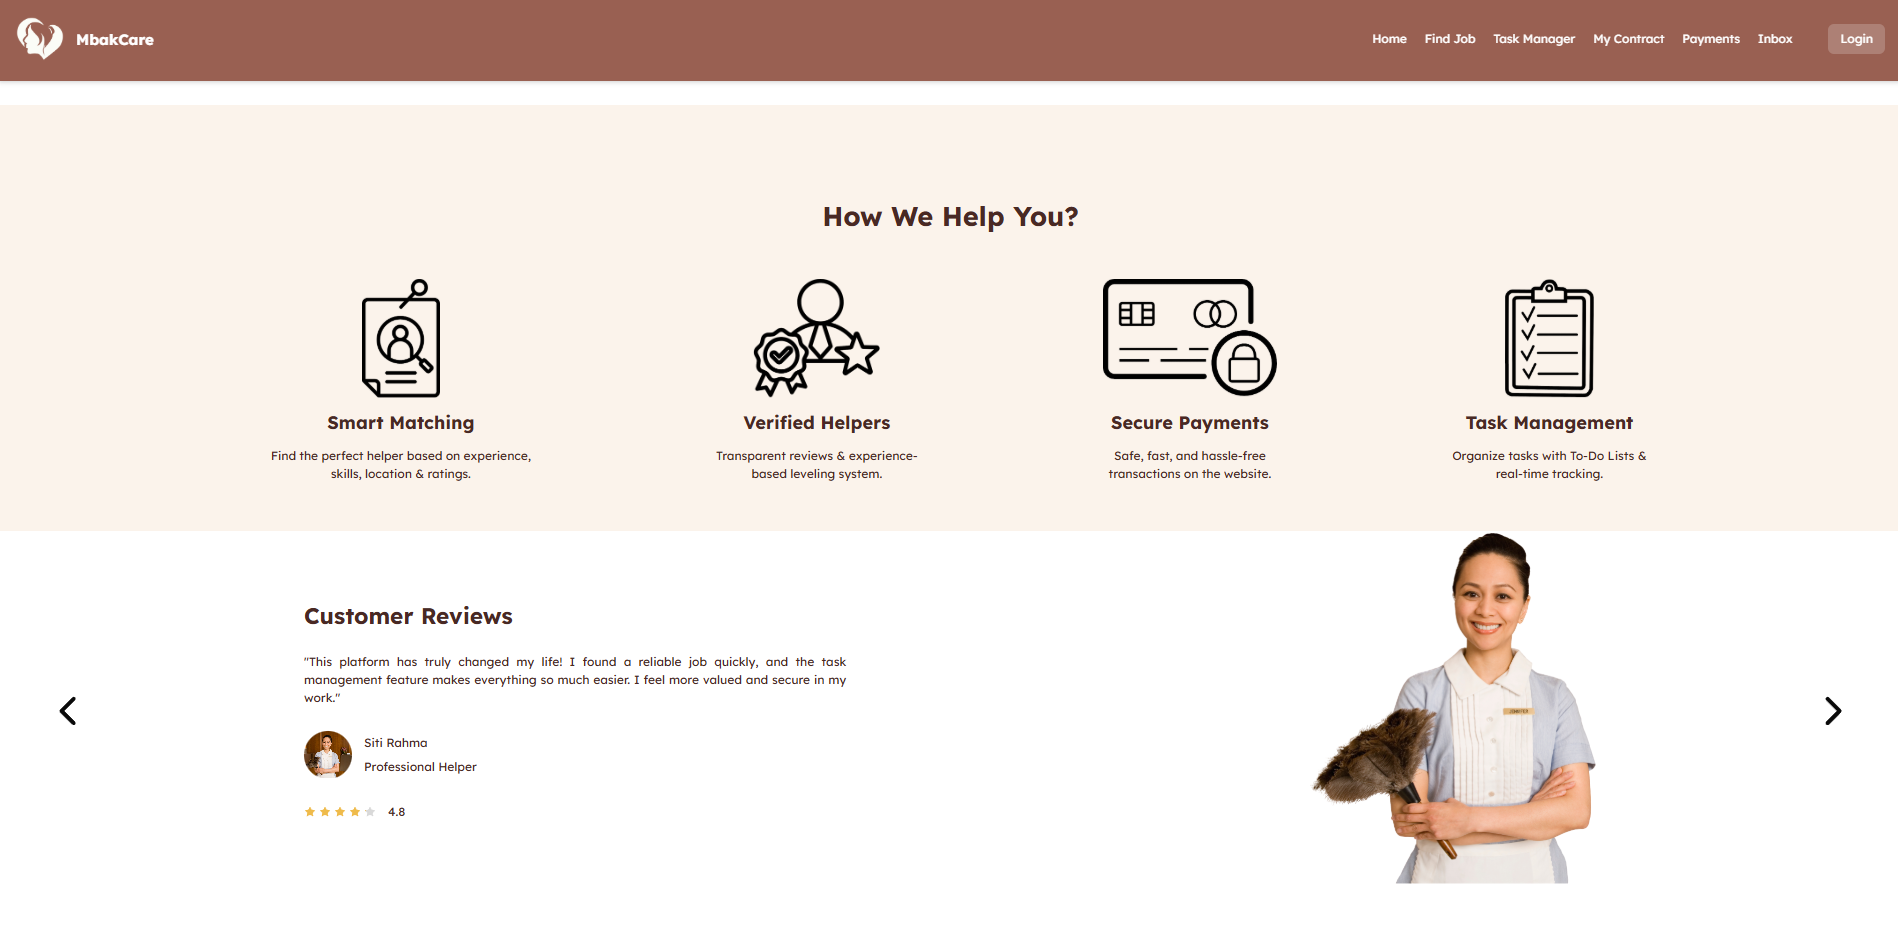 MbakCare
Home Find Job Task Manager My Contract Payments Inbox Login
How We Help You?
Smart Matching
Find the perfect helper based on experience,
skills, location & ratings.
Verified Helpers
Transparent reviews & experience-
based leveling system.
Secure Payments
Safe, fast, and hassle-free
transactions on the website.
Task Management
Organize tasks with To-Do Lists &
real-time tracking.
Customer Reviews
"This platform has truly changed my life! I found a reliable job quickly, and the task
management feature makes everything so much easier. I feel more valued and secure in my
work."
Siti Rahma
Professional Helper
4.8